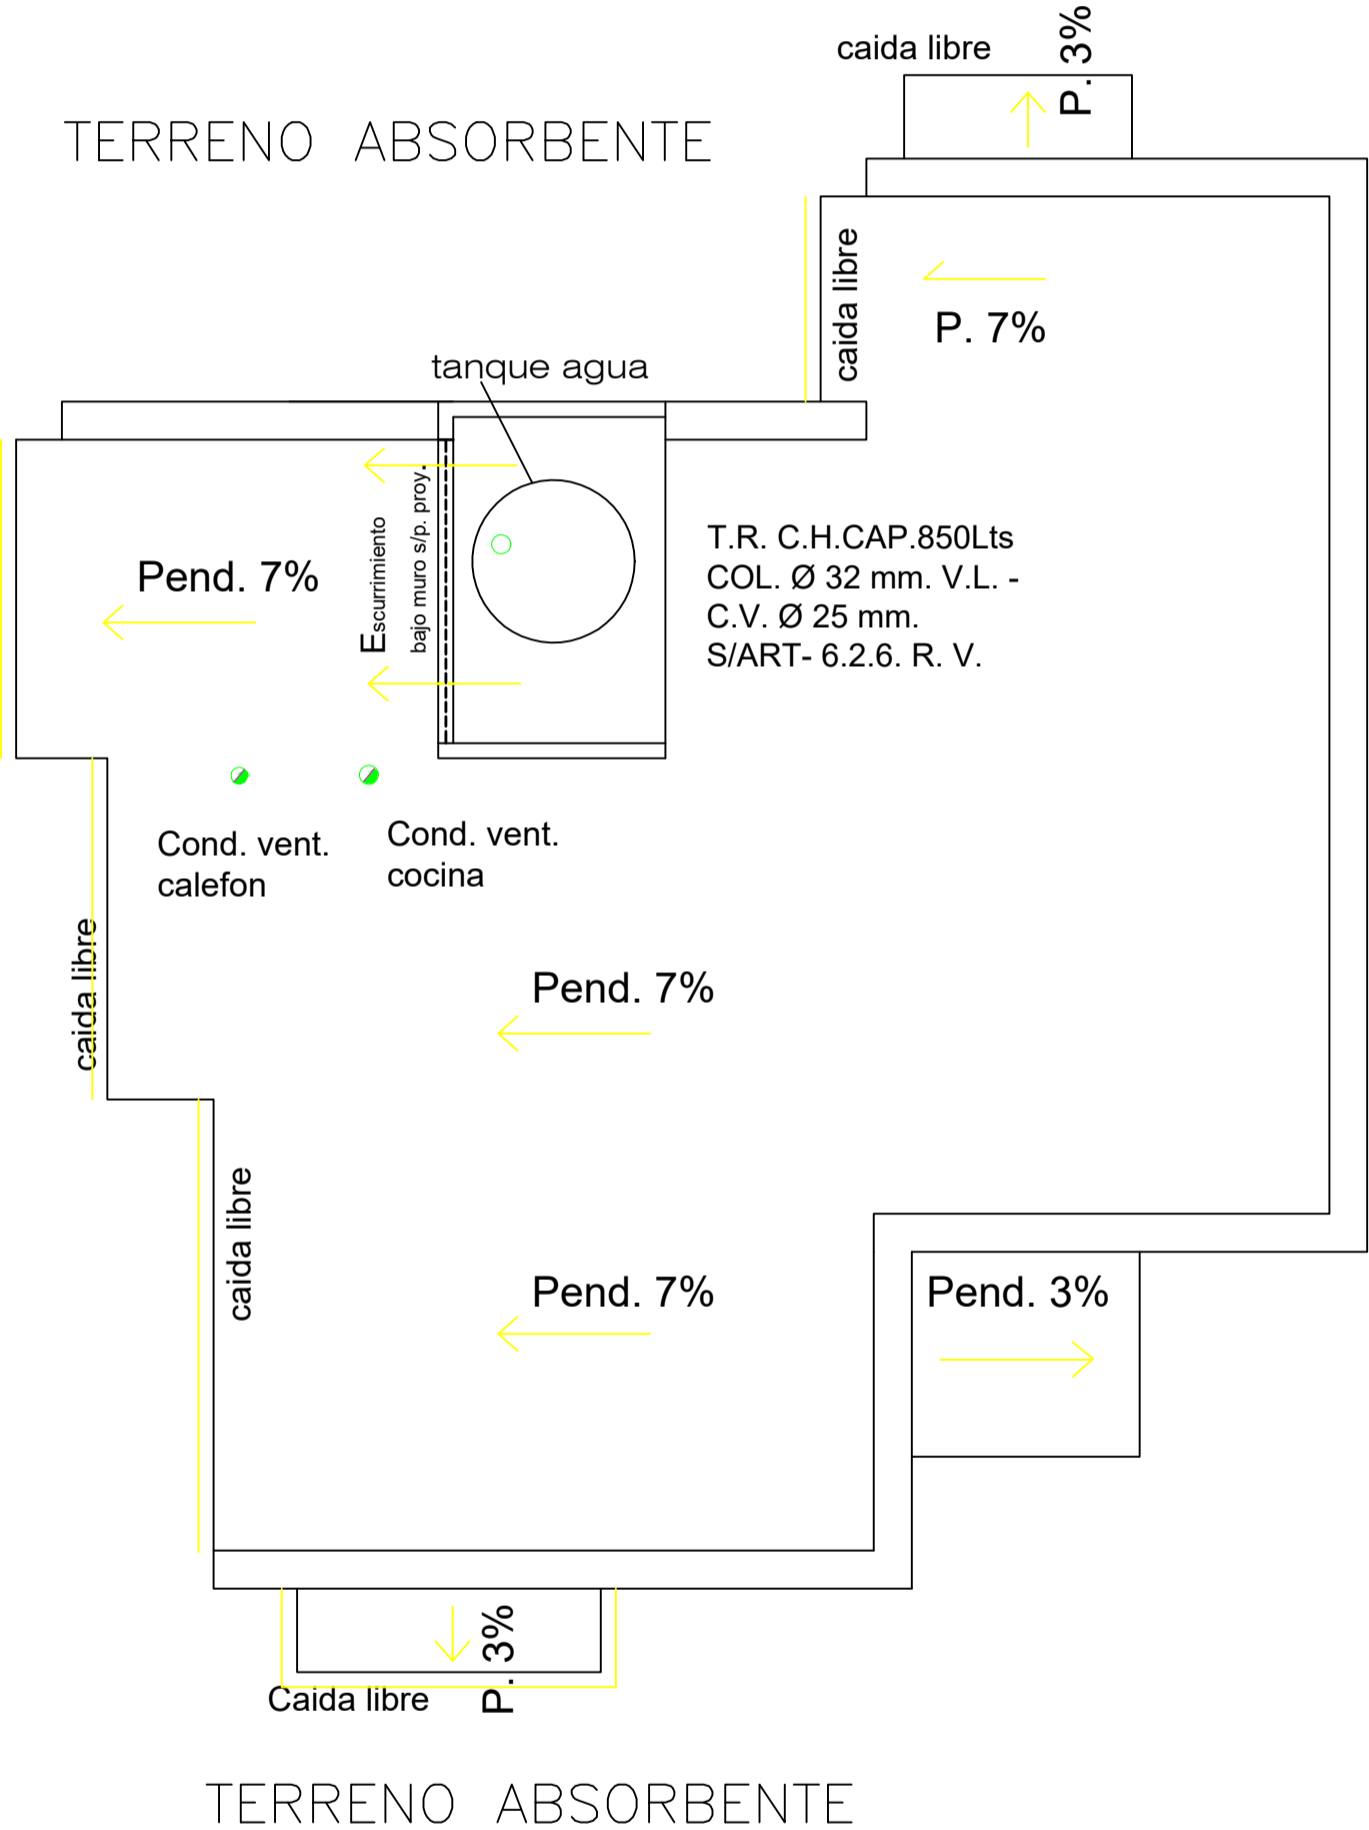 caida libre
P. 3%
TERRENO ABSORBENTE
caida libre
P. 7%
tanque agua
Escurrimiento
bajo muro s/p. proy.
Pend. 7%
T.R. C.H.CAP.850Lts
COL. Ø 32 mm. V.L. -
C.V. Ø 25 mm.
S/ART- 6.2.6. R. V.
Cond. vent.
calefon
Cond. vent.
cocina
caida libre
Pend. 7%
caida libre
Pend. 7%
Pend. 3%
P. 3%
Caida libre
TERRENO ABSORBENTE